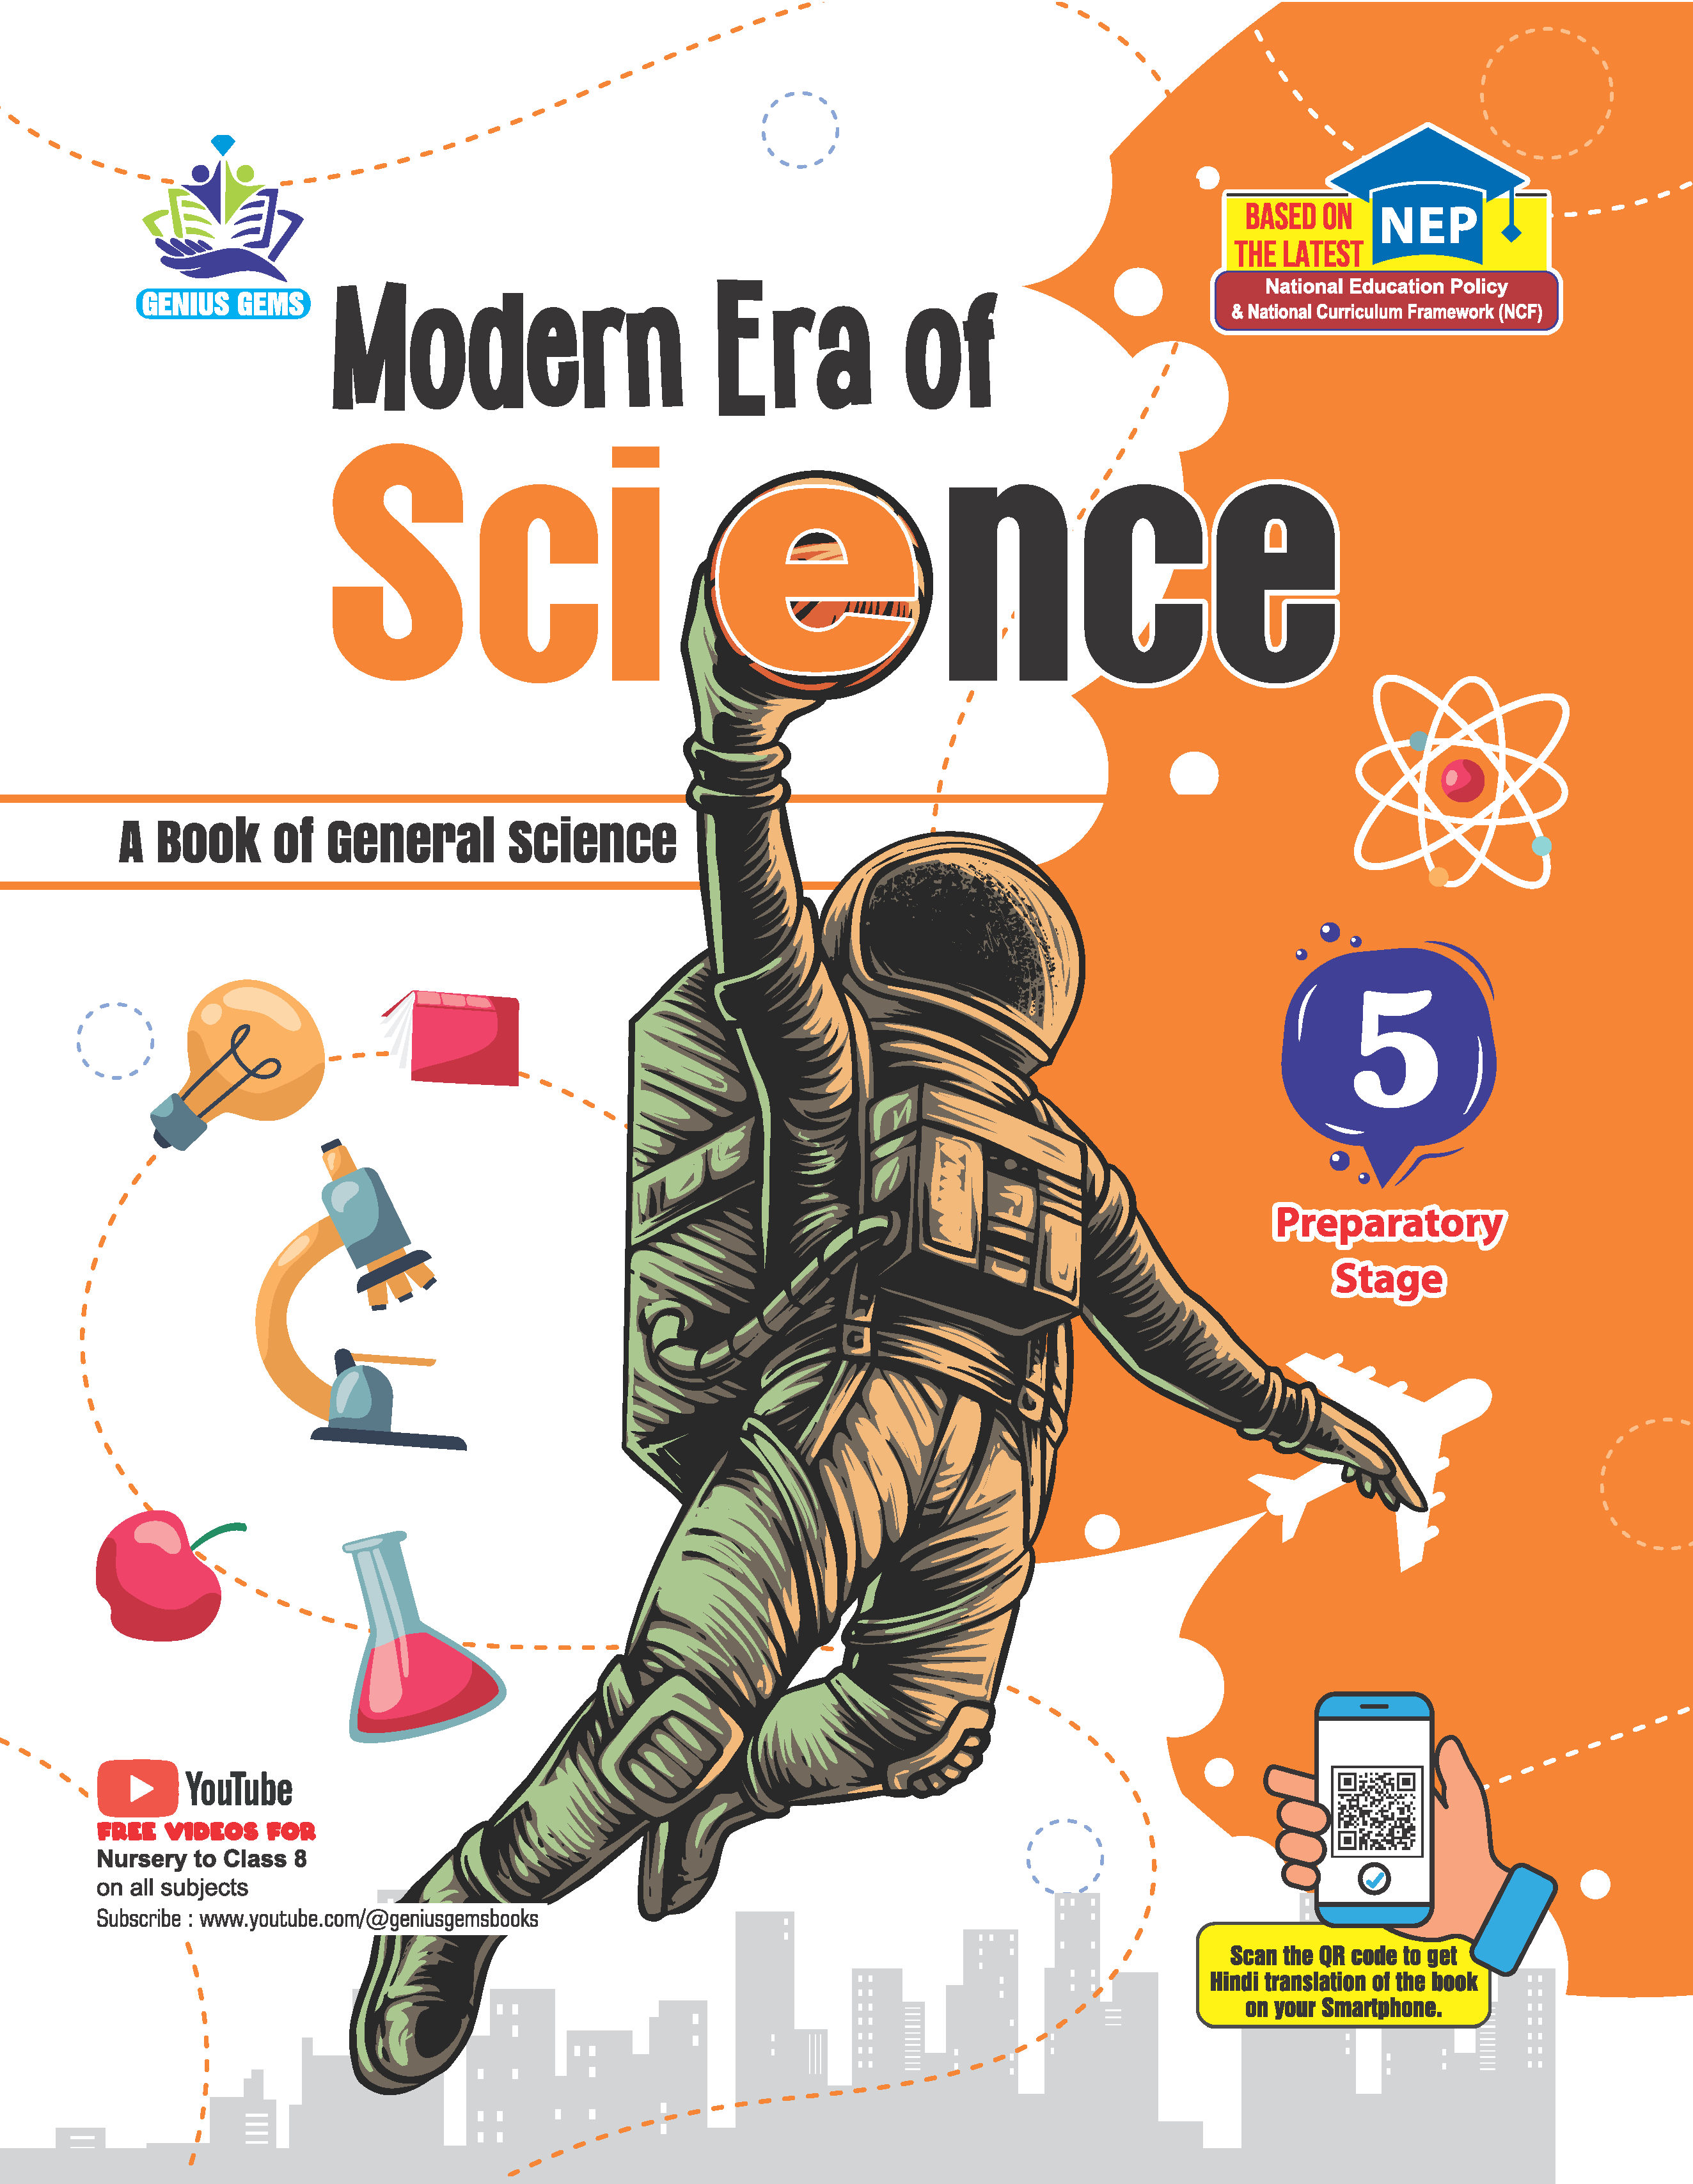 GENIUS GEMS
BASED ON
THE LATEST
NEP
National Education Policy
& National Curriculum Framework (NCF)
Modern Era of
Science
A Book of General Science
5
Preparatory
Stage
YouTube
FREE VIDEOS FOR
Nursery to Class 8
on all subjects
Subscribe : www.youtube.com/@geniusgemsbooks
Scan the QR code to get
Hindi translation of the book
on your Smartphone.